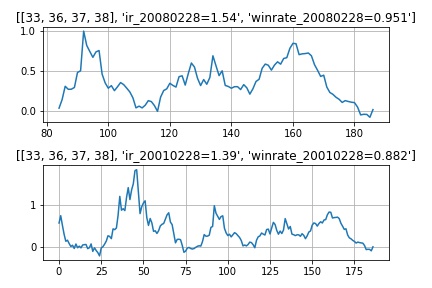 [[33, 36, 37, 38], 'ir_20080228=1.54', 'winrate_20080228=0.951']
1.0
0.5
0.0
80 100 120 140 160 180
[[33, 36, 37, 38], 'ir_20010228=1.39', 'winrate_20010228=0.882']
1
0
0 25 50 75 100 125 150 175